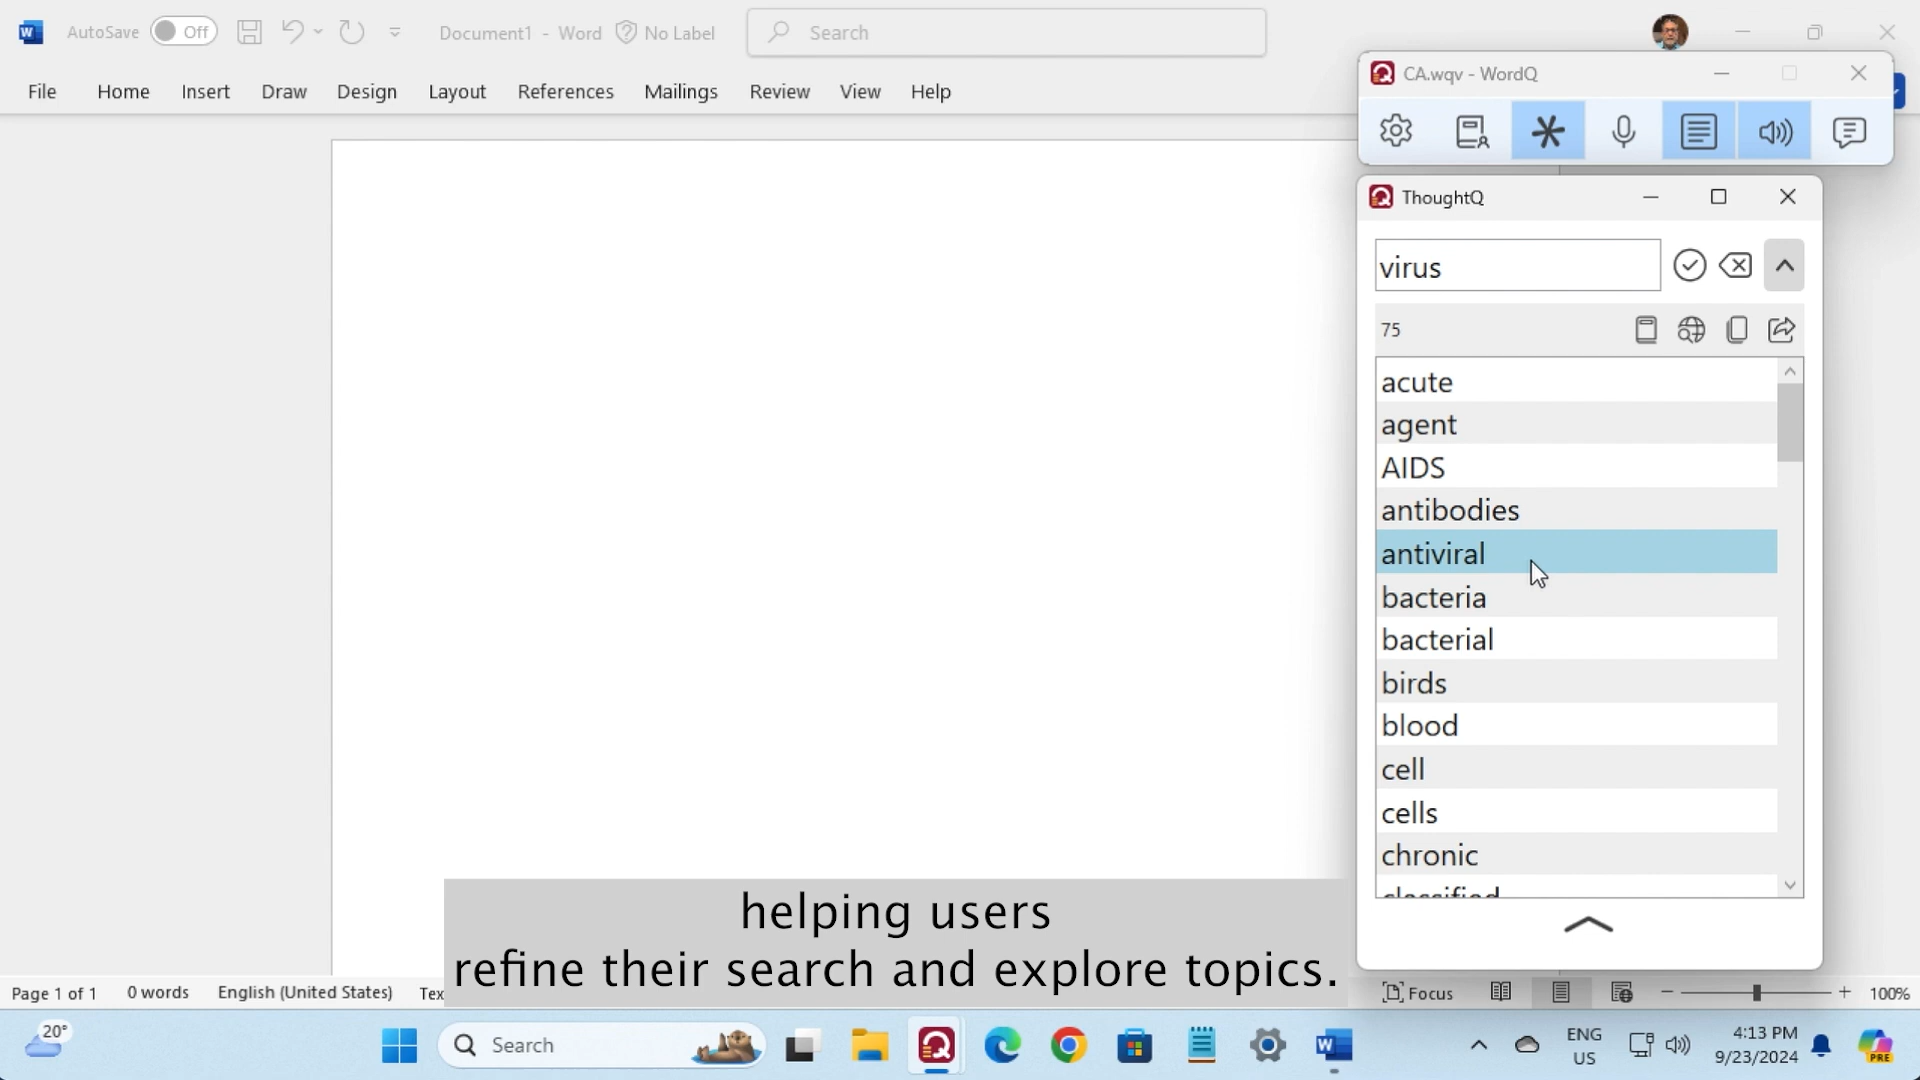 AutoSave Off Document1 - Word No Label Search
File Home Insert Draw Design Layout References Mailings Review View Help
CA.wqv - WordQ
ThoughtQ
virus
75
acute
agent
AIDS
antibodies
antiviral
bacteria
bacterial
birds
blood
cell
cells
chronic
classified
helping users
refine their search and explore topics.
Page 1 of 1 0 words English (United States) Tex Focus 100%
20° Search ENG 4:13 PM
US 9/23/2024 PRE